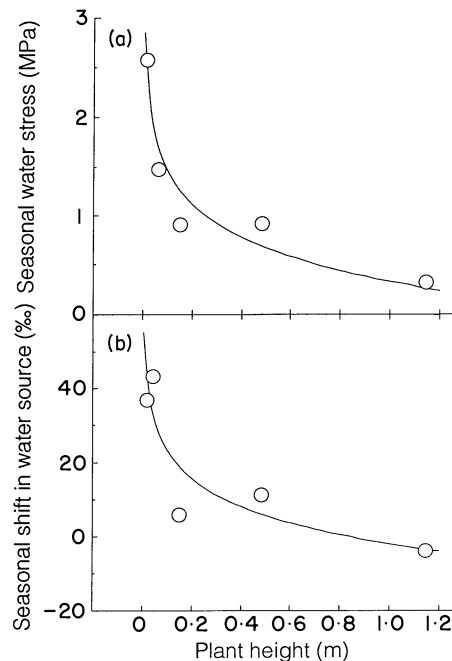 Seasonal water stress (MPa)
(a)
3
2
1
0
Seasonal shift in water source (‰)
(b)
40
20
0
-20
0 0·2 0·4 0·6 0·8 1·0 1·2
Plant height (m)